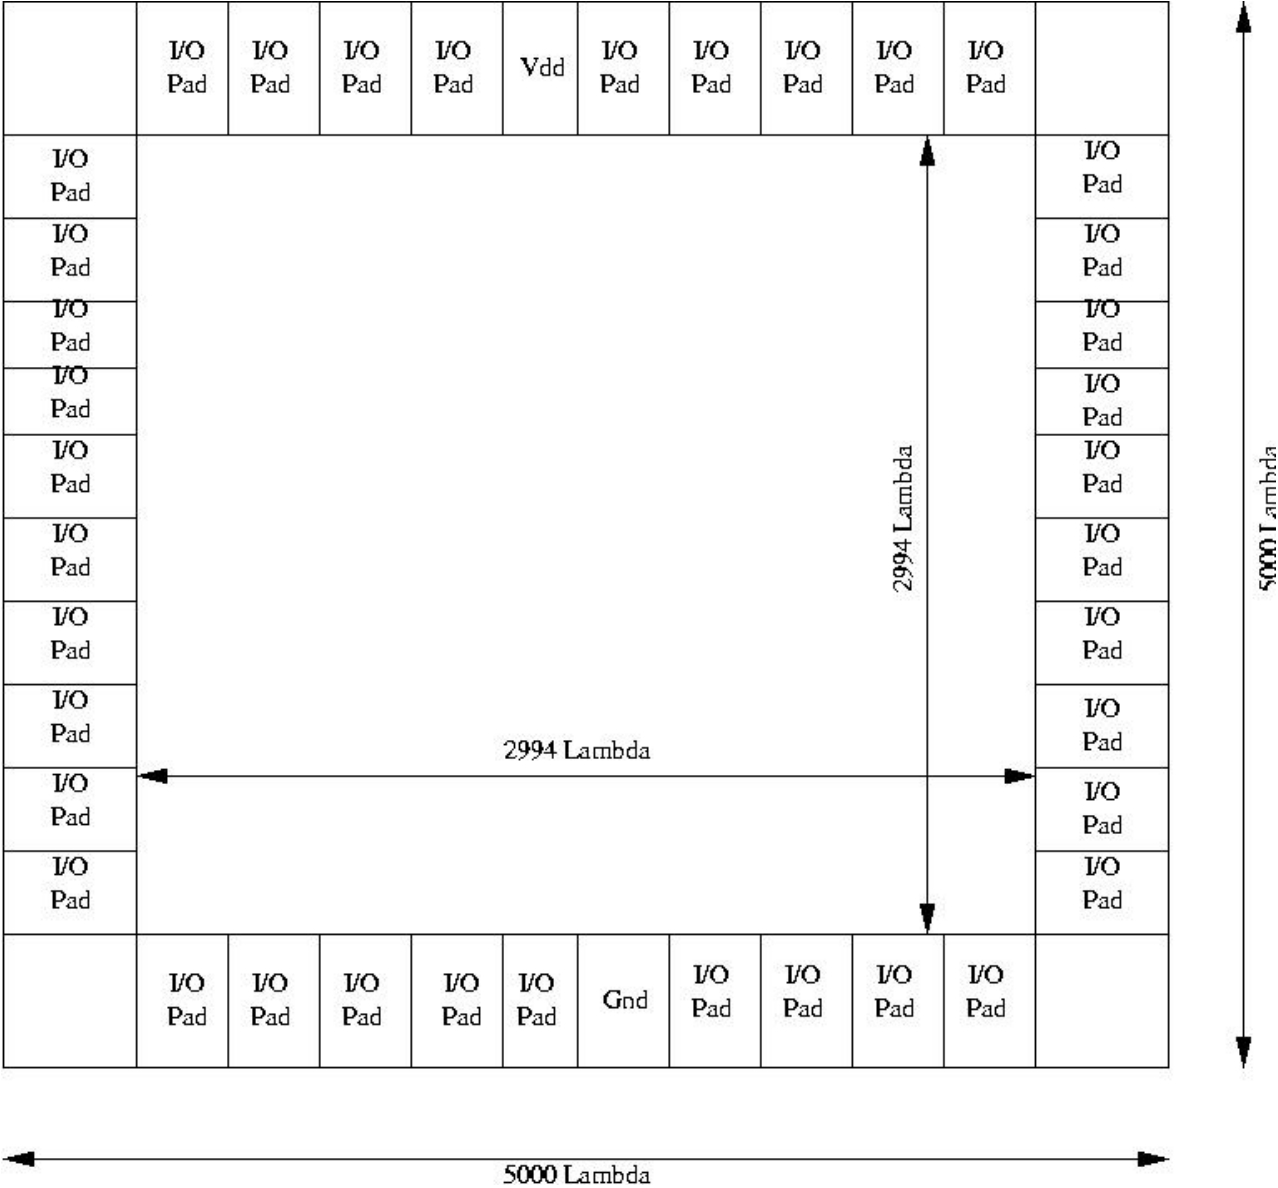 I/O I/O I/O I/O Vdd I/O I/O I/O I/O I/O
Pad Pad Pad Pad Pad Pad Pad Pad Pad
I/O
Pad
I/O
Pad
I/O
Pad
I/O
Pad
I/O
Pad
I/O
Pad
I/O
Pad
I/O
Pad
I/O
Pad
I/O
Pad
2994 Lambda
2994 Lambda
I/O
Pad
I/O
Pad
I/O
Pad
I/O
Pad
I/O
Pad
I/O
Pad
I/O
Pad
I/O
Pad
I/O
Pad
I/O
Pad
5000 Lambda
I/O I/O I/O I/O I/O Gnd I/O I/O I/O I/O
Pad Pad Pad Pad Pad Pad Pad Pad Pad
5000 Lambda